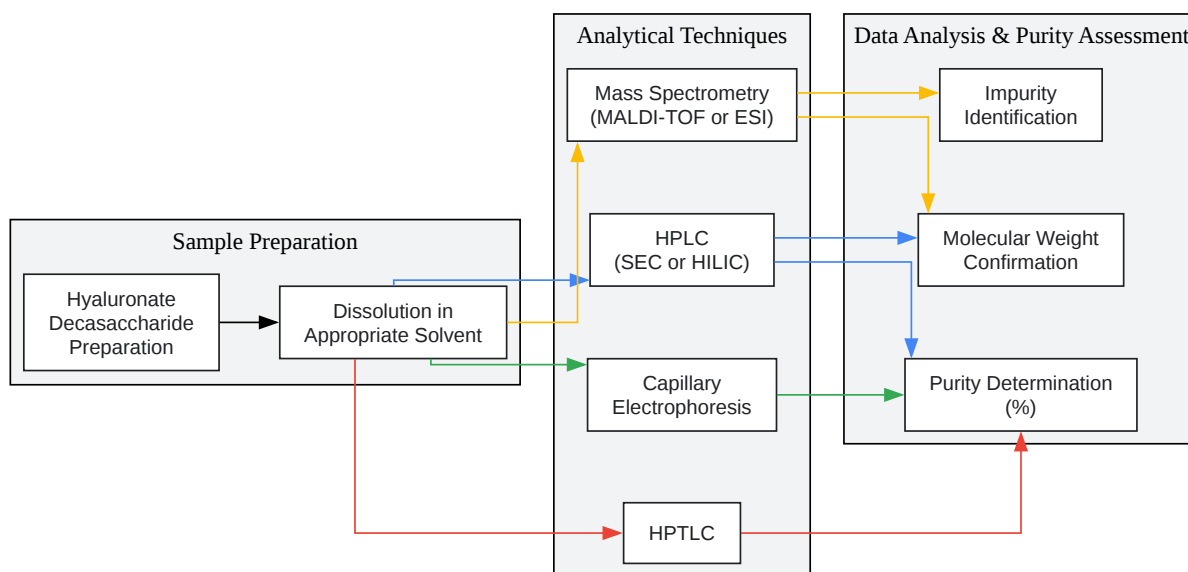 Sample Preparation
Hyaluronate
Decasaccharide
Preparation
Dissolution in
Appropriate Solvent
Analytical Techniques
Mass Spectrometry
(MALDI-TOF or ESI)
HPLC
(SEC or HILIC)
Capillary
Electrophoresis
HPTLC
Data Analysis & Purity Assessment
Impurity
Identification
Molecular Weight
Confirmation
Purity Determination
(%)